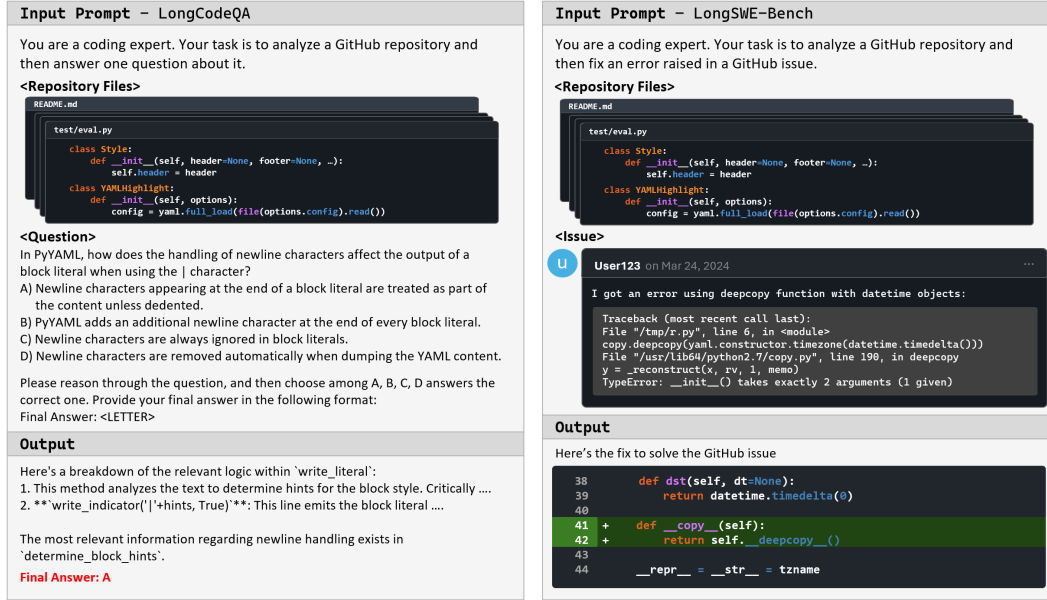 Input Prompt – LongCodeQA
You are a coding expert. Your task is to analyze a GitHub repository and
then answer one question about it.
<Repository Files>
README.md
test/eval.py
class Style:
def __init__(self, header=None, footer=None, …):
self.header = header
class YAMLHighlight:
def __init__(self, options):
config = yaml.full_load(file(options.config).read())
<Question>
In PyYAML, how does the handling of newline characters affect the output of a
block literal when using the | character?
A) Newline characters appearing at the end of a block literal are treated as part of
the content unless dedented.
B) PyYAML adds an additional newline character at the end of every block literal.
C) Newline characters are always ignored in block literals.
D) Newline characters are removed automatically when dumping the YAML content.
Please reason through the question, and then choose among A, B, C, D answers the
correct one. Provide your final answer in the following format:
Final Answer: <LETTER>
Output
Here's a breakdown of the relevant logic within `write_literal`:
1. This method analyzes the text to determine hints for the block style. Critically ….
2. **`write_indicator('|'+hints, True)`**: This line emits the block literal ….
The most relevant information regarding newline handling exists in
`determine_block_hints`.
Final Answer: A
Input Prompt – LongSWE-Bench
You are a coding expert. Your task is to analyze a GitHub repository and
then fix an error raised in a GitHub issue.
<Repository Files>
README.md
test/eval.py
class Style:
def __init__(self, header=None, footer=None, …):
self.header = header
class YAMLHighlight:
def __init__(self, options):
config = yaml.full_load(file(options.config).read())
<Issue>
u
User123 on Mar 24, 2024 ...
I got an error using deepcopy function with datetime objects:
Traceback (most recent call last):
File "/tmp/r.py", line 6, in <module>
copy.deepcopy(yaml.constructor.timezone(datetime.timedelta()))
File "/usr/lib64/python2.7/copy.py", line 190, in deepcopy
y = _reconstruct(x, rv, 1, memo)
TypeError: __init__() takes exactly 2 arguments (1 given)
Output
Here's the fix to solve the GitHub issue
38 def dst(self, dt=None):
39 return datetime.timedelta(0)
40
41 + def __copy__(self):
42 + return self.__deepcopy__()
43
44 __repr__ = __str__ = tzname